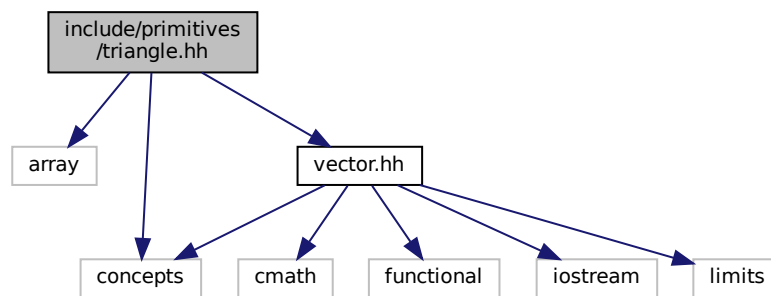 include/primitives
/triangle.hh
array
vector.hh
concepts
cmath
functional
iostream
limits